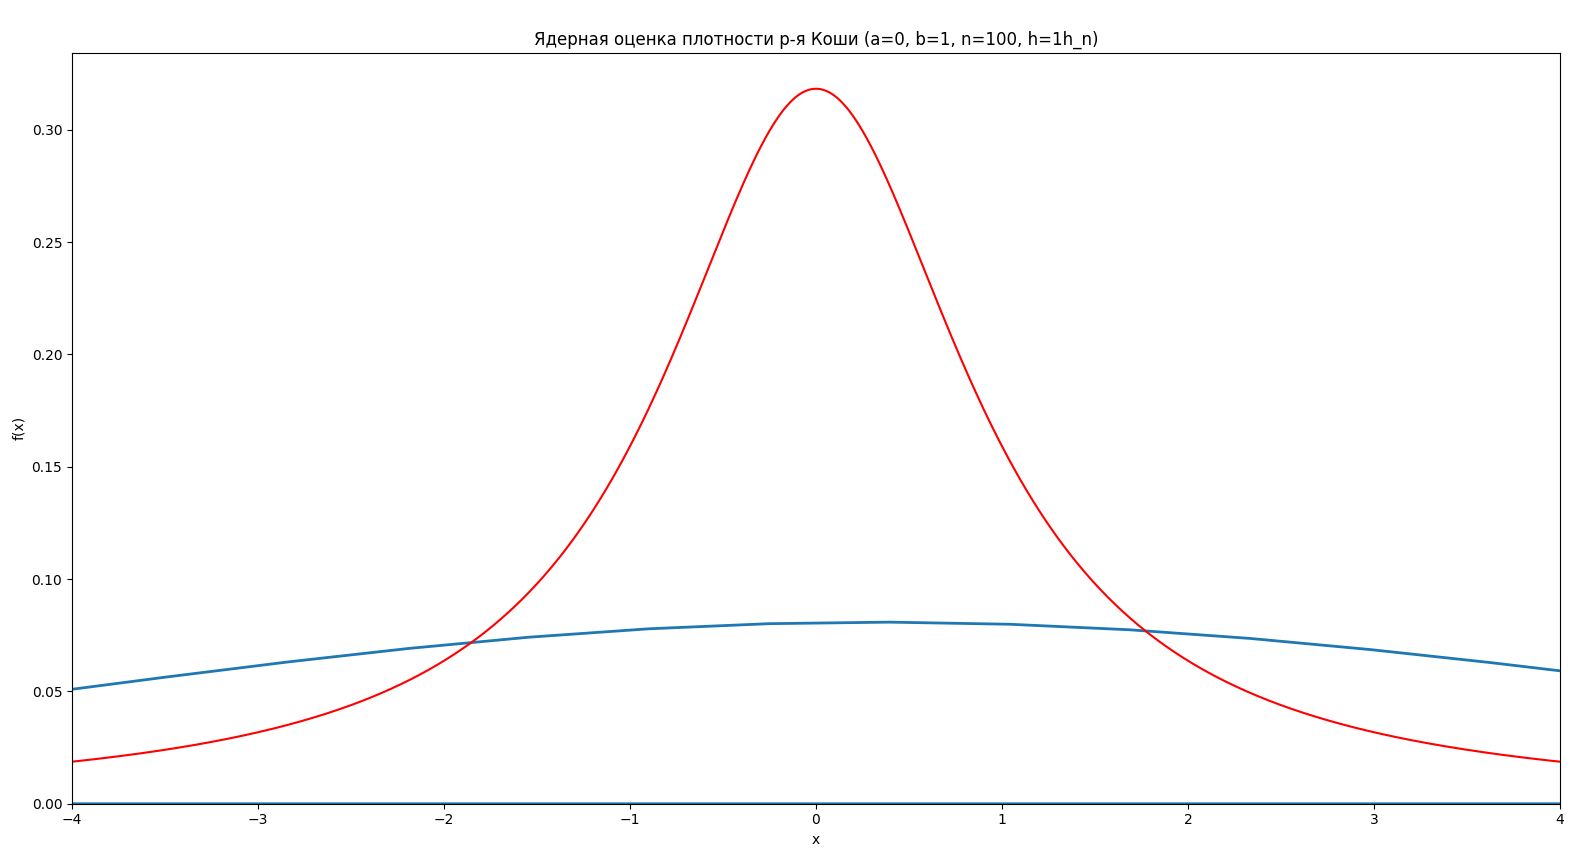 Ядерная оценка плотности р-я Коши (a=0, b=1, n=100, h=1h_n)
f(x)
0.30
0.25
0.20
0.15
0.10
0.05
0.00
−4 −3 −2 −1 0 1 2 3 4
x